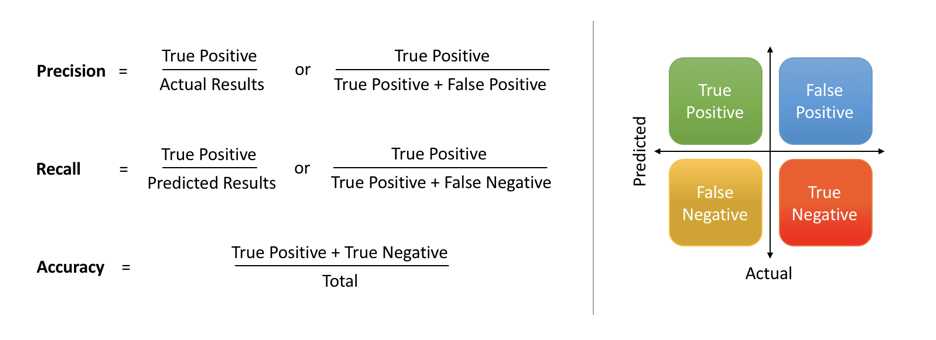 Precision = True Positive / Actual Results or True Positive / True Positive + False Positive
Recall = True Positive / Predicted Results or True Positive / True Positive + False Negative
Accuracy = True Positive + True Negative / Total
Predicted
True
Positive
False
Positive
False
Negative
True
Negative
Actual